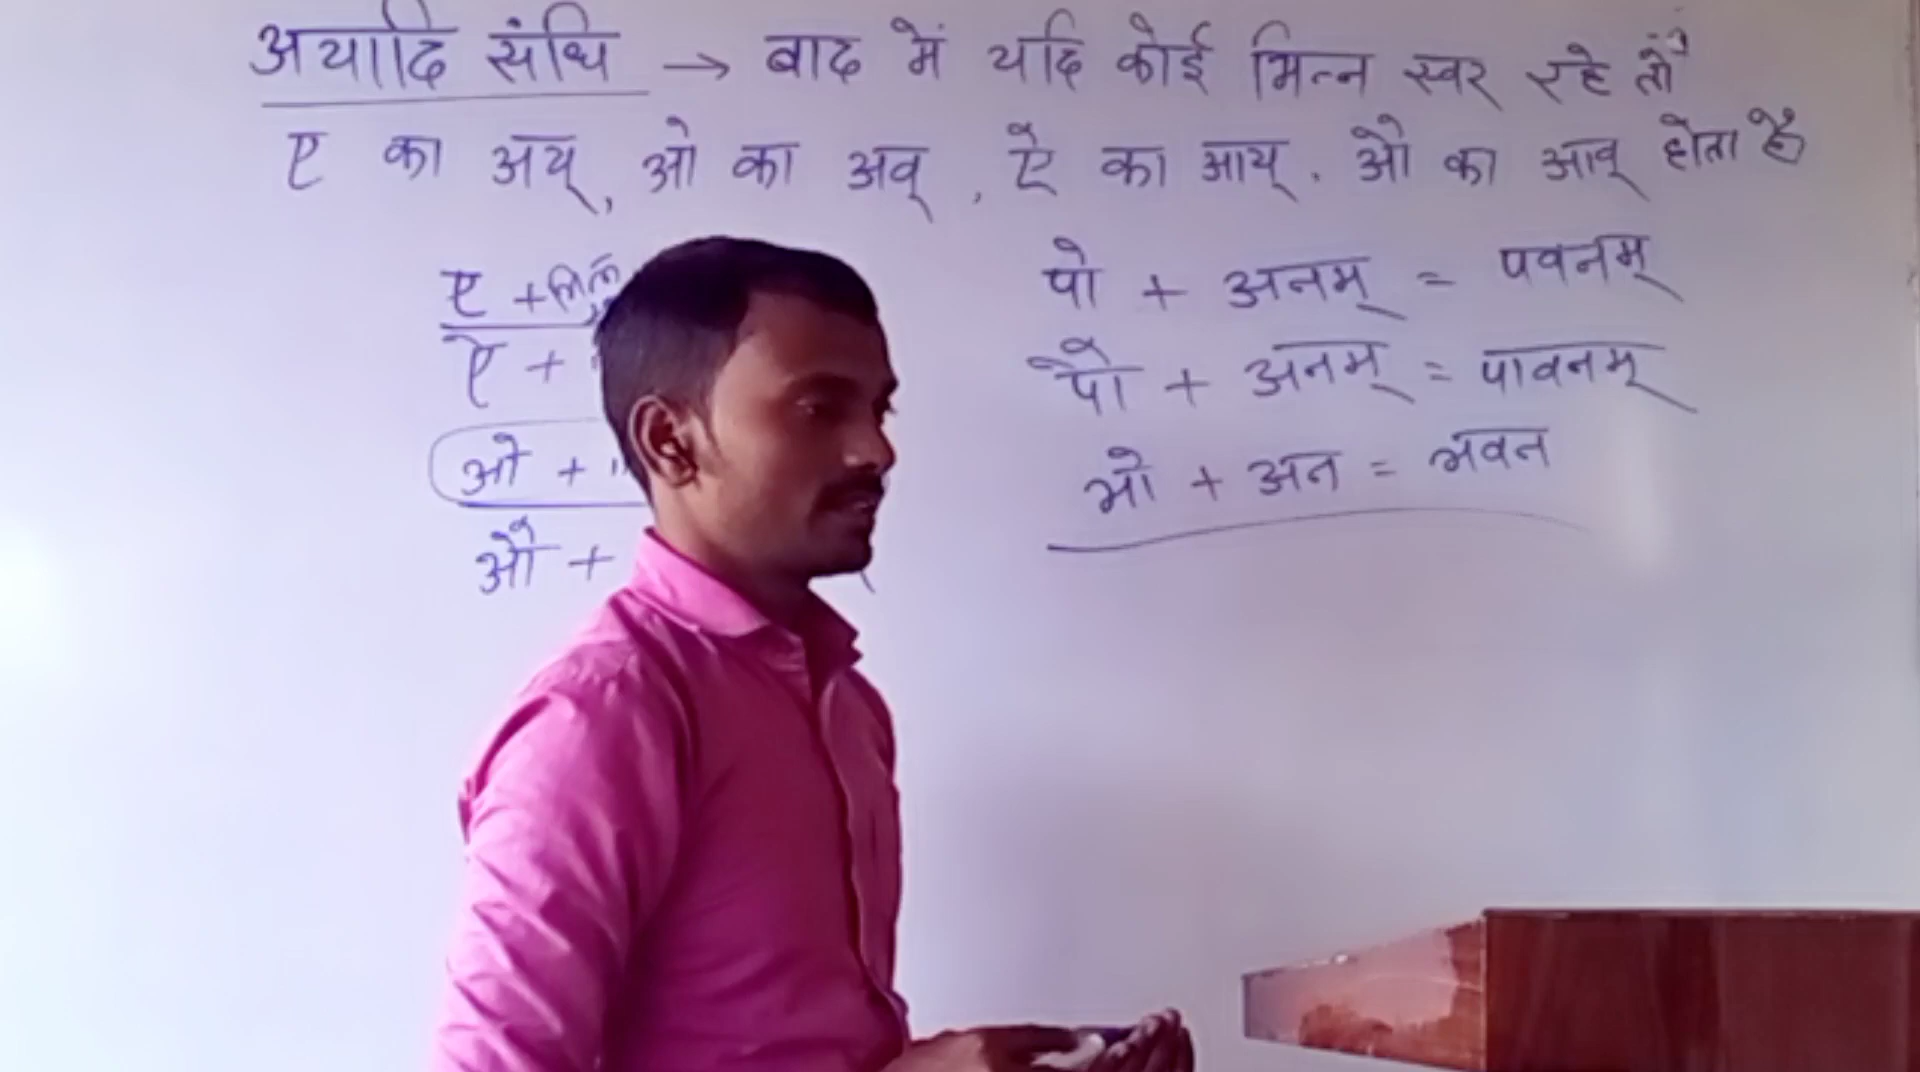 अयादि संधि → बाद में यदि कोई भिन्न स्वर रहे तो
ए का अय्, ओ का अव्, ऐ का आय्. औ का आव् होता है
ए +
ऐ +
ओ +
औ +
पो + अनम् = पवनम्
पौ + अनम् = पावनम्
भो + अन = भवन